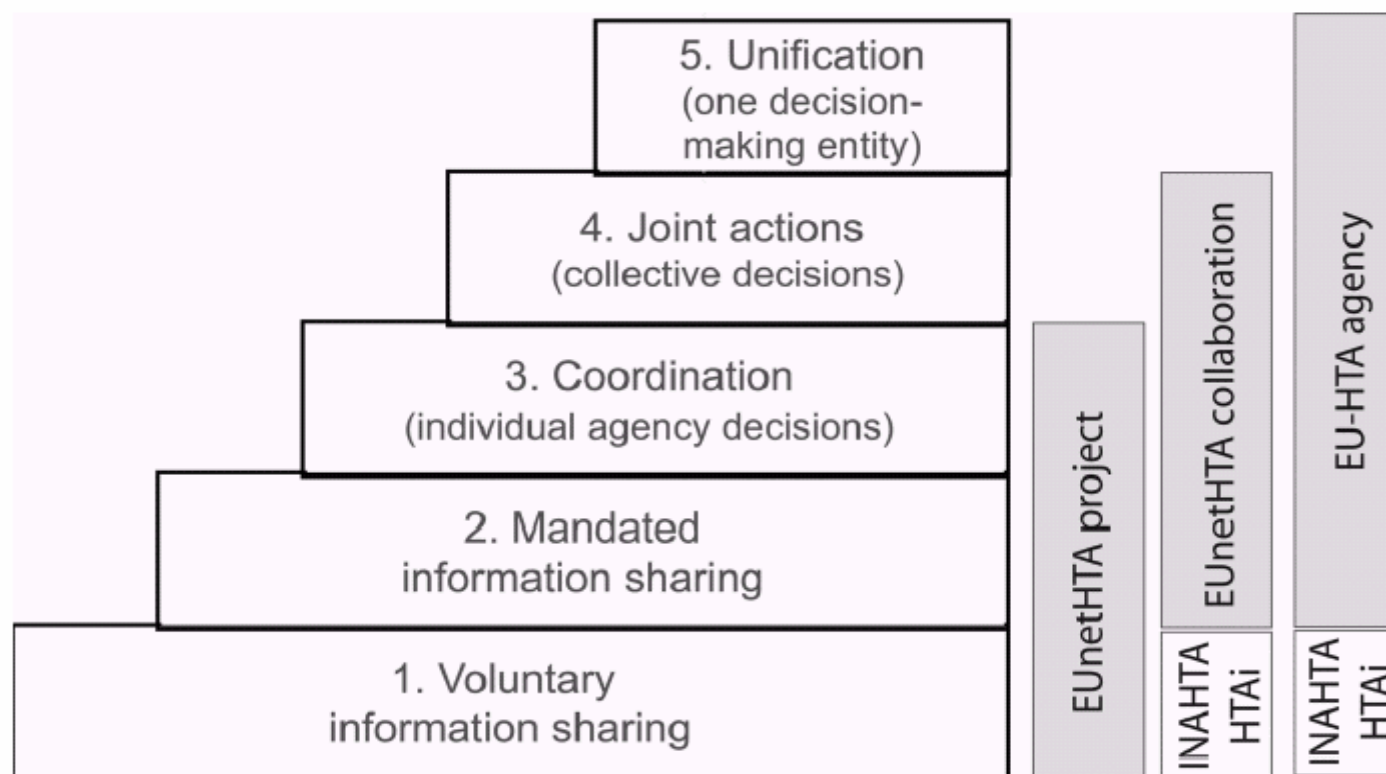 5. Unification
(one decision-
making entity)
4. Joint actions
(collective decisions)
3. Coordination
(individual agency decisions)
2. Mandated
information sharing
1. Voluntary
information sharing
EUnetHTA project
EUnetHTA collaboration
INAHTA
HTAi
EU-HTA agency
INAHTA
HTAi